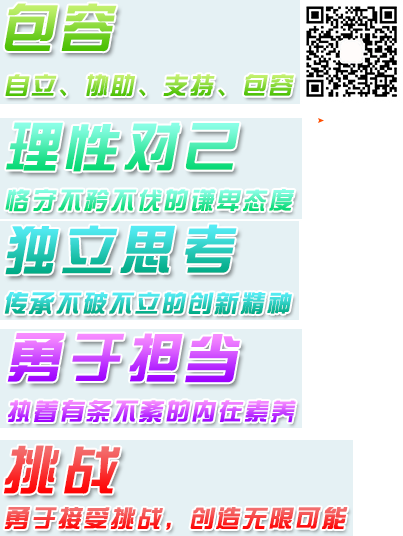 包容
自立、协助、支持、包容
理性对己
恪守不矜不伐的谦卑态度
独立思考
传承不破不立的创新精神
勇于担当
执着有条不紊的内在素养
挑战
勇于接受挑战，创造无限可能